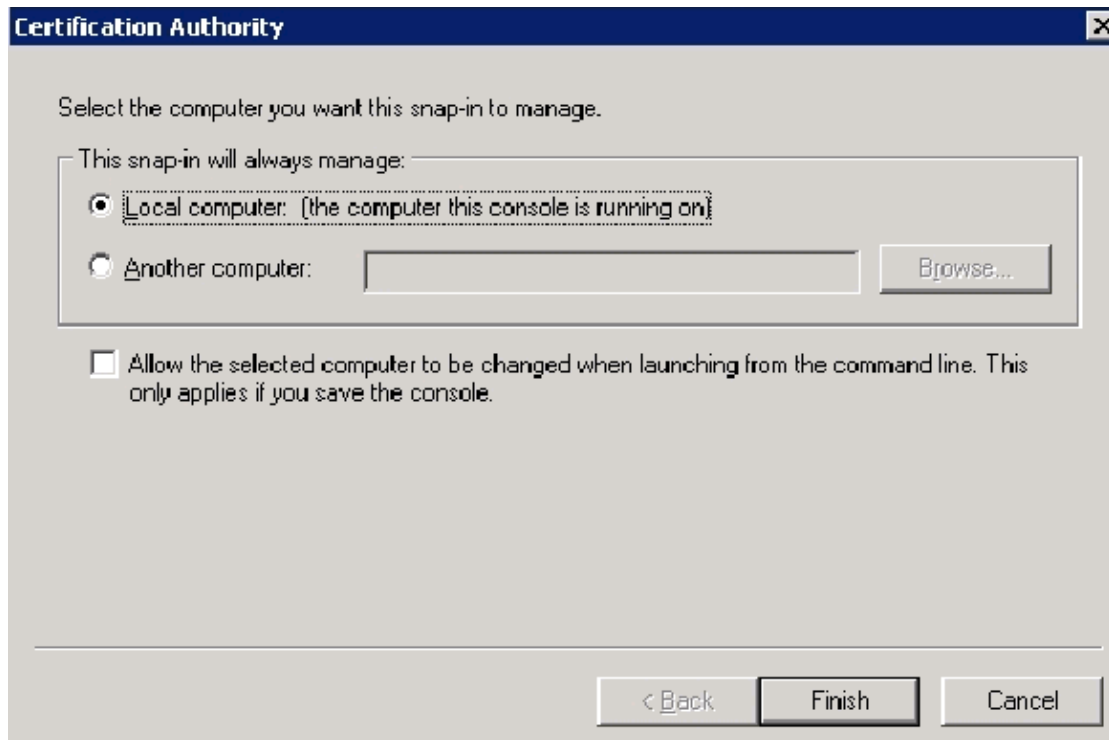 Certification Authority
Select the computer you want this snap-in to manage.
This snap-in will always manage:
Local computer: (the computer this console is running on)
Another computer:
Browse...
Allow the selected computer to be changed when launching from the command line. This
only applies if you save the console.
< Back
Finish
Cancel